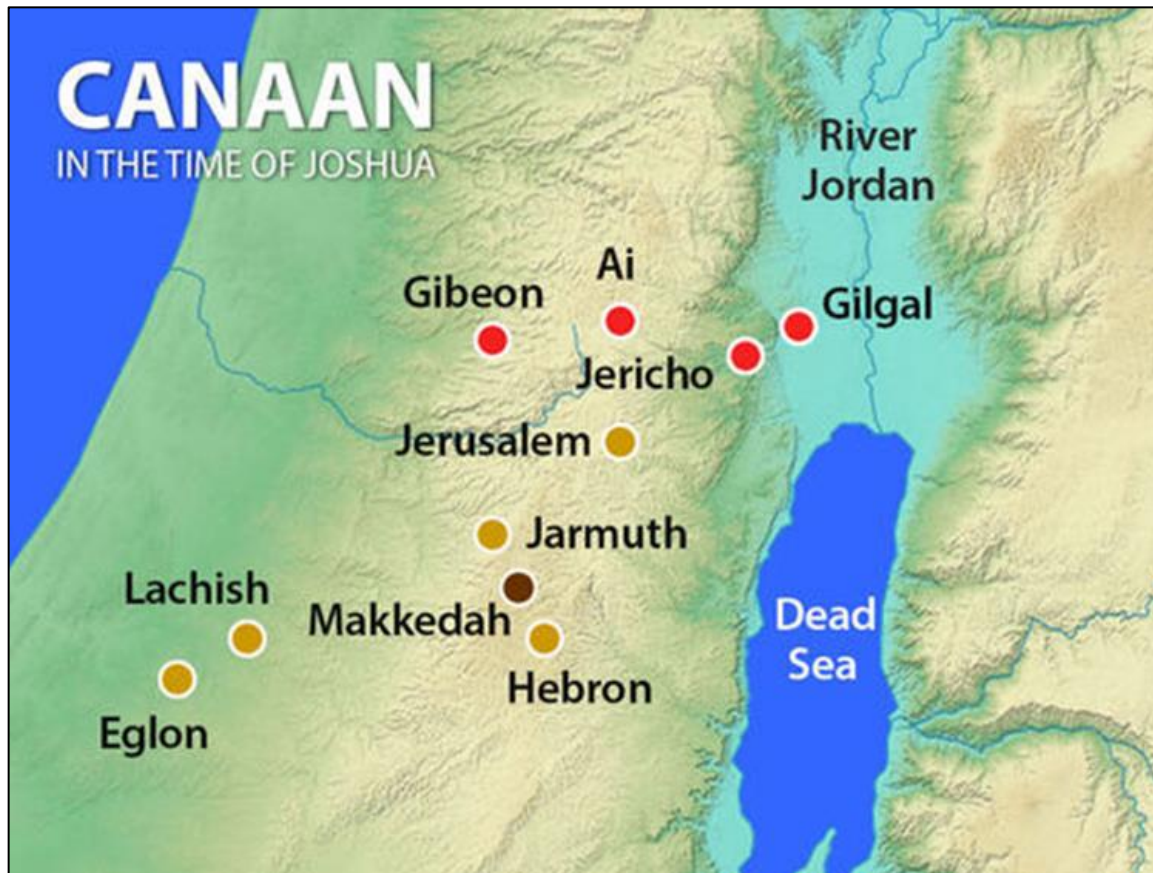 CANAAN
IN THE TIME OF JOSHUA
River
Jordan
Ai
Gibeon
Gilgal
Jericho
Jerusalem
Jarmuth
Lachish
Makkedah
Dead
Sea
Hebron
Eglon